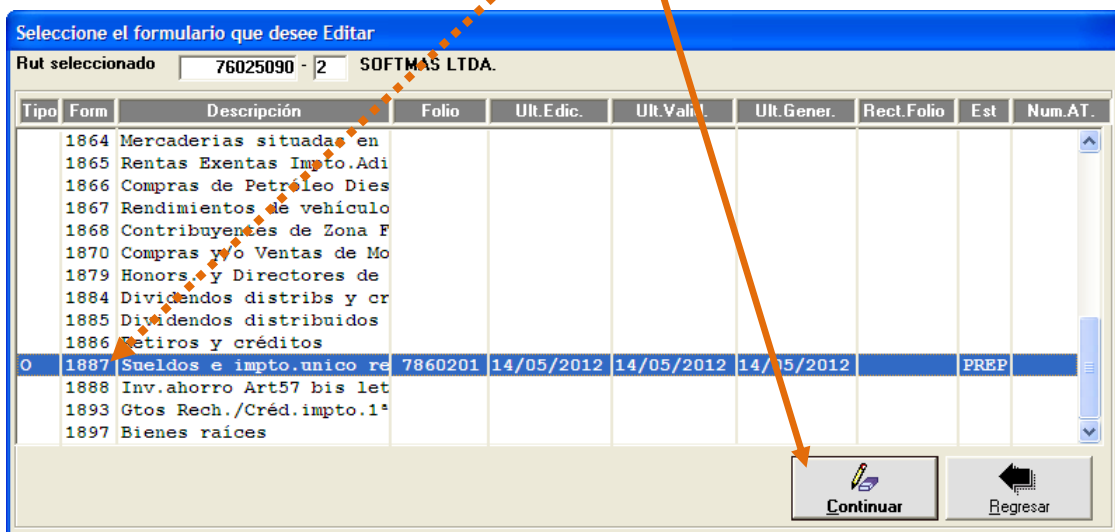 Seleccione el formulario que desee Editar
Rut seleccionado 76025090 - 2 SOFTMAS LTDA.
Tipo Form Descripción Folio Ult.Edic. Ult.Valid. Ult.Gener. Rect.Folio Est Num.AT.
1864 Mercaderias situadas en
1865 Rentas Exentas Impto.Adi
1866 Compras de Petróleo Dies
1867 Rendimientos de vehículo
1868 Contribuyentes de Zona F
1870 Compras y/o Ventas de Mo
1879 Honors. y Directores de
1884 Dividendos distribs y cr
1885 Dividendos distribuidos
1886 Retiros y créditos
O 1887 Sueldos e impto.unico re 7860201 14/05/2012 14/05/2012 14/05/2012 PREP
1888 Inv.ahorro Art57 bis let
1893 Gtos Rech./Créd.impto.1ª
1897 Bienes raíces
Continuar Regresar